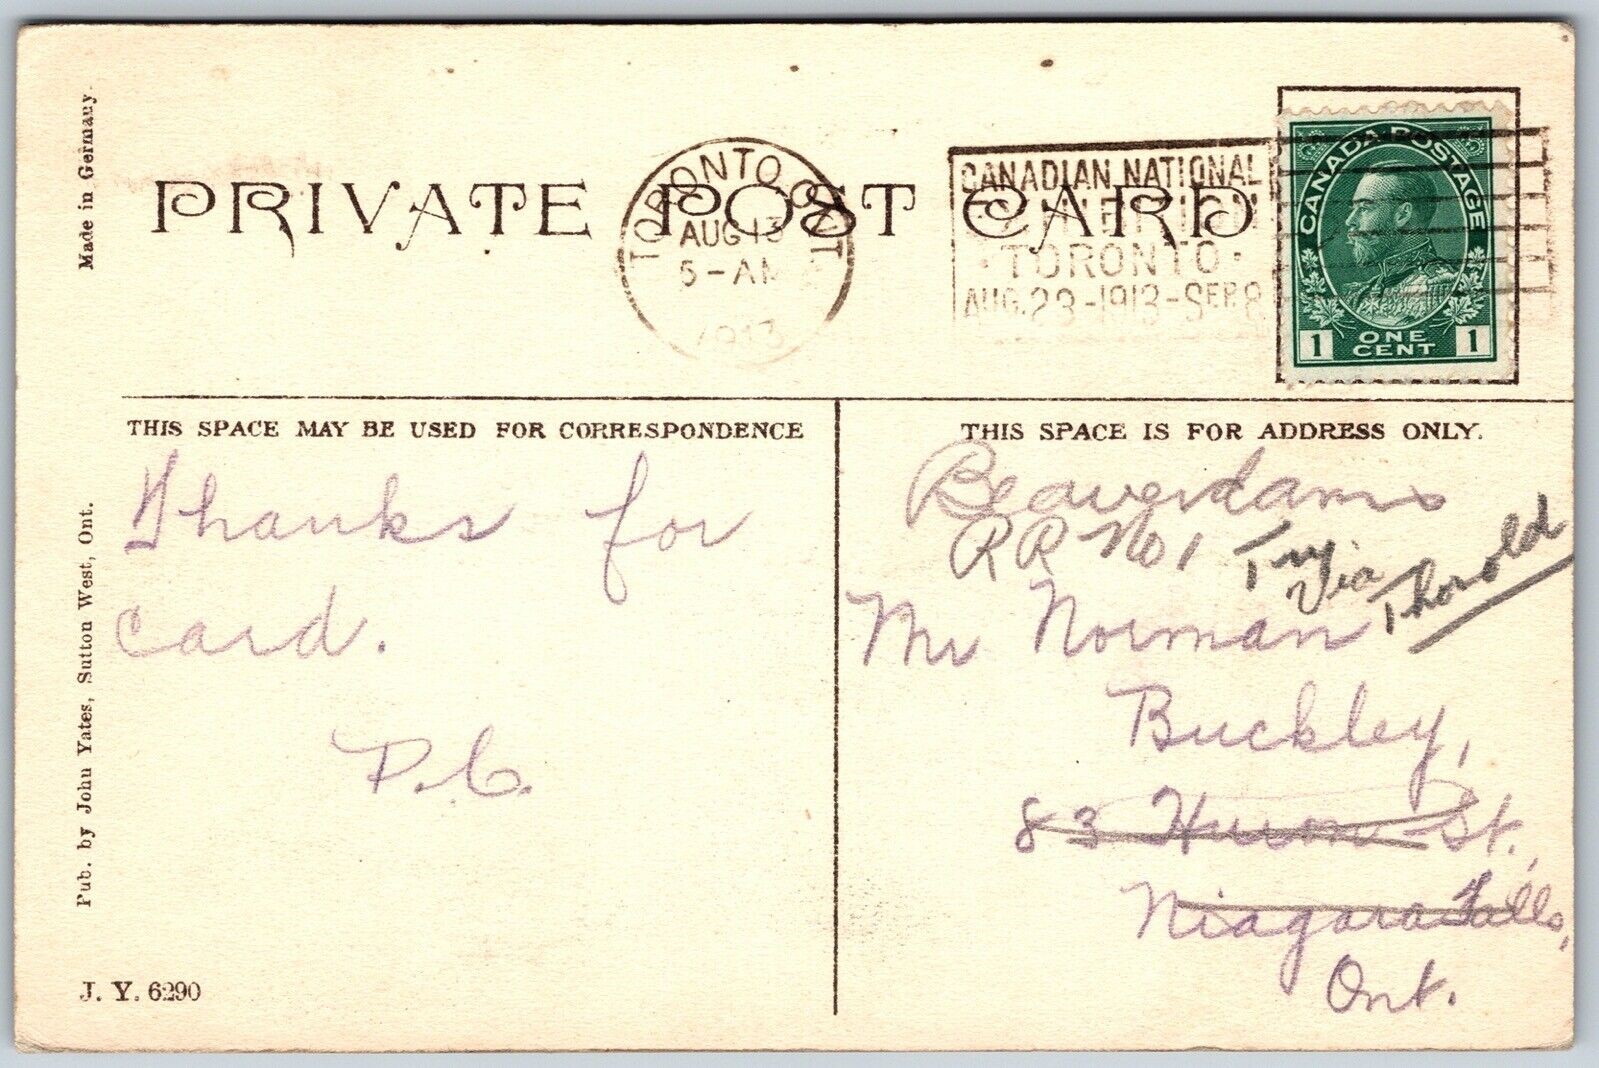 Made in Germany.
PRIVATE POST CARD
TORONTO ONT
AUG 13
5-AM
1913
CANADIAN NATIONAL
EXHIBITION
· TORONTO ·
AUG.23-1913-SEP.8
CANADA POSTAGE
1 ONE CENT 1
THIS SPACE MAY BE USED FOR CORRESPONDENCE
THIS SPACE IS FOR ADDRESS ONLY.
Thanks for
card.
P.C.
Beaverdams
RR No 1
Try
Via
Thorold
Mr Norman
Buckley,
83 Huron St.,
Niagara Falls,
Ont.
Pub. by John Yates, Sutton West, Ont.
J. Y. 6290